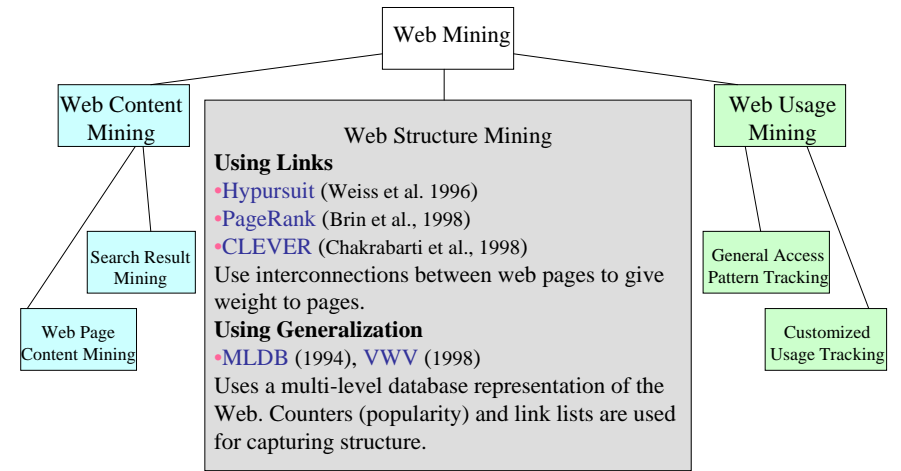 Web Mining
Web Content
Mining
Search Result
Mining
Web Page
Content Mining
Web Structure Mining
Using Links
•Hypursuit (Weiss et al. 1996)
•PageRank (Brin et al., 1998)
•CLEVER (Chakrabarti et al., 1998)
Use interconnections between web pages to give
weight to pages.
Using Generalization
•MLDB (1994), VWV (1998)
Uses a multi-level database representation of the
Web. Counters (popularity) and link lists are used
for capturing structure.
Web Usage
Mining
General Access
Pattern Tracking
Customized
Usage Tracking